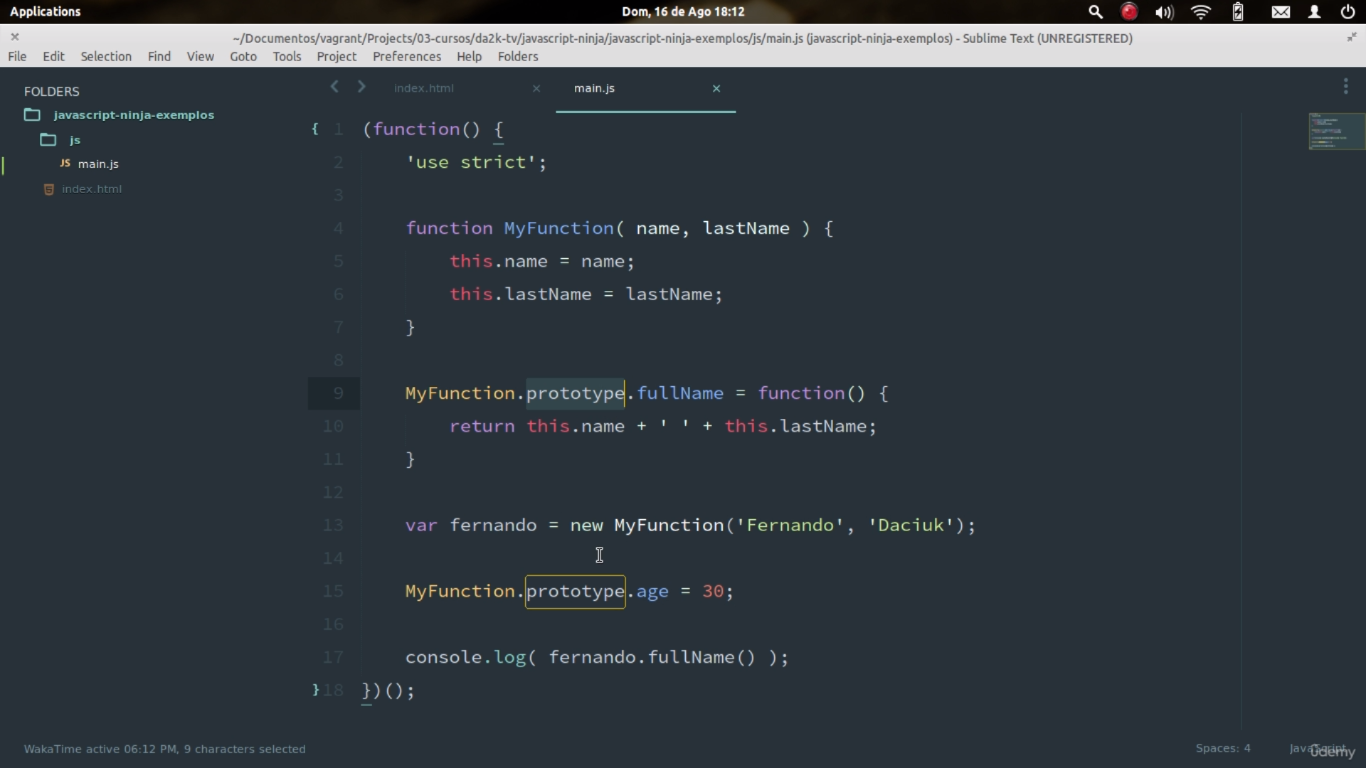 Applications
Dom, 16 de Ago 18:12
~/Documentos/vagrant/Projects/03-cursos/da2k-tv/javascript-ninja/javascript-ninja-exemplos/js/main.js (javascript-ninja-exemplos) - Sublime Text (UNREGISTERED)
File Edit Selection Find View Goto Tools Project Preferences Help Folders
FOLDERS
javascript-ninja-exemplos
js
JS main.js
index.html
index.html × main.js ×
1 (function() {
2     'use strict';
3
4     function MyFunction( name, lastName ) {
5         this.name = name;
6         this.lastName = lastName;
7     }
8
9     MyFunction.prototype.fullName = function() {
10         return this.name + ' ' + this.lastName;
11     }
12
13     var fernando = new MyFunction('Fernando', 'Daciuk');
14
15     MyFunction.prototype.age = 30;
16
17     console.log( fernando.fullName() );
18 })();
WakaTime active 06:12 PM, 9 characters selected
Spaces: 4
JavaScript
ûdemy